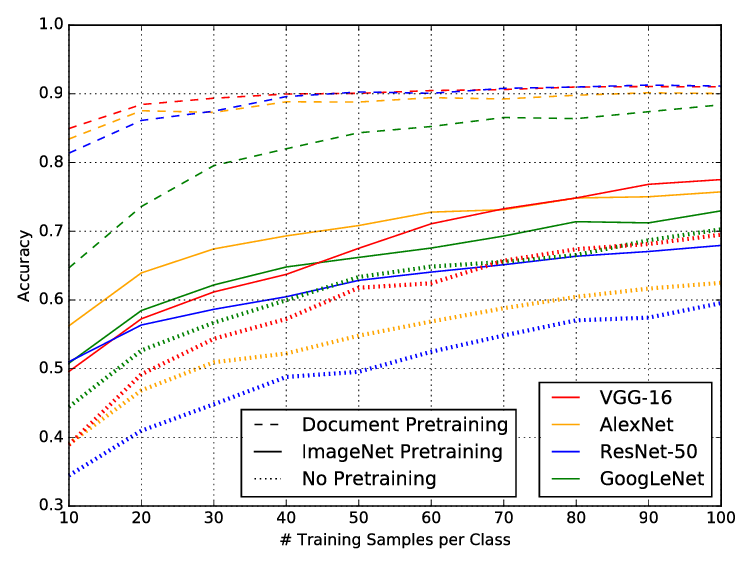 1.0
0.9
0.8
0.7
0.6
0.5
0.4
0.3
Accuracy
10 20 30 40 50 60 70 80 90 100
# Training Samples per Class
Document Pretraining
ImageNet Pretraining
No Pretraining
VGG-16
AlexNet
ResNet-50
GoogLeNet